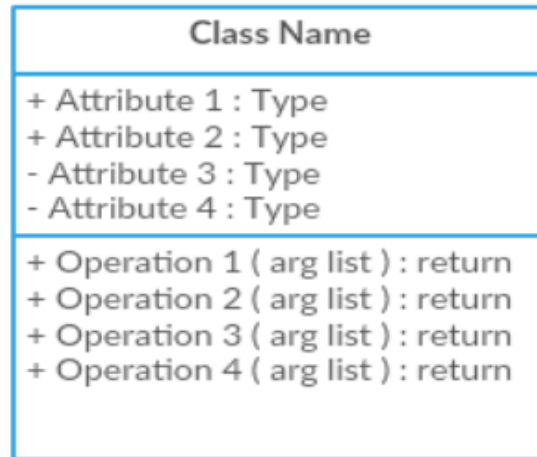 Class Name
+ Attribute 1 : Type
+ Attribute 2 : Type
- Attribute 3 : Type
- Attribute 4 : Type
+ Operation 1 ( arg list ) : return
+ Operation 2 ( arg list ) : return
+ Operation 3 ( arg list ) : return
+ Operation 4 ( arg list ) : return